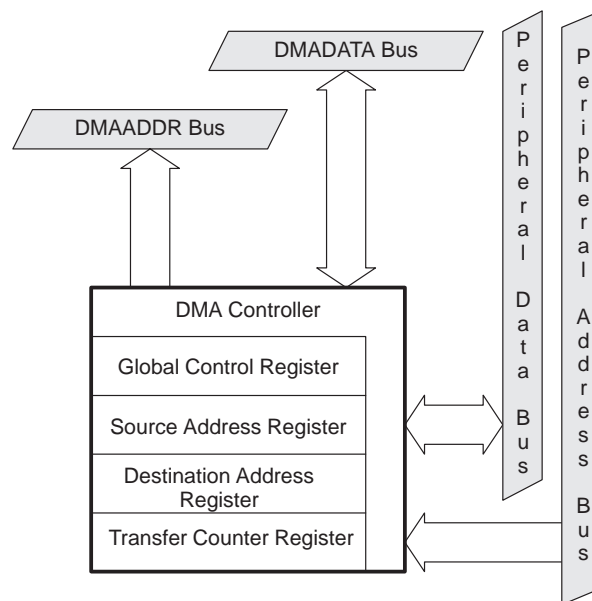 DMADATA Bus
DMAADDR Bus
DMA Controller
Global Control Register
Source Address Register
Destination Address
Register
Transfer Counter Register
Peripheral Data Bus
Peripheral Address Bus